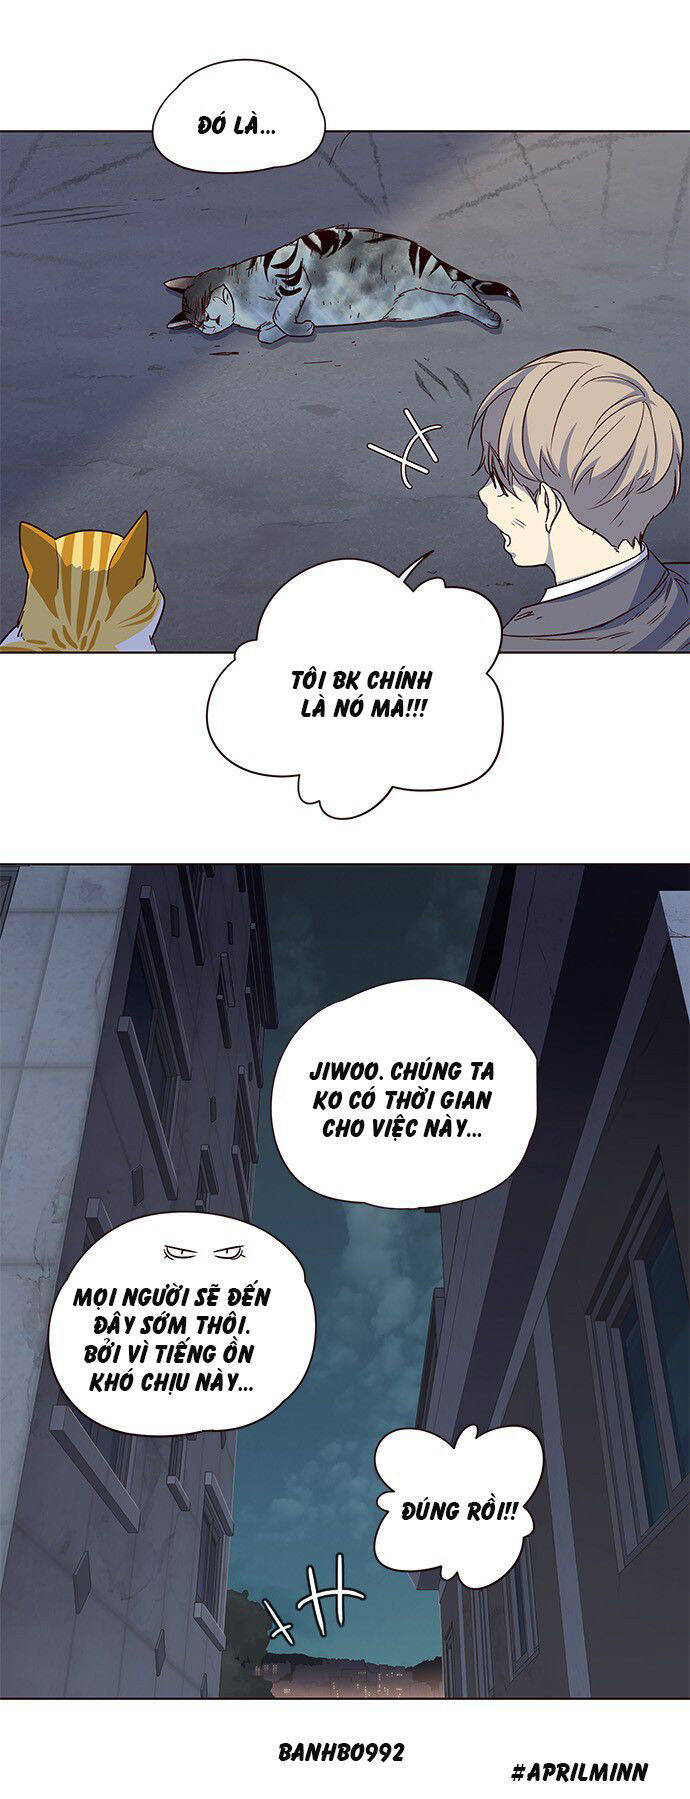 ĐÓ LÀ...
TÔI BK CHÍNH
LÀ NÓ MÀ!!!
JIWOO. CHÚNG TA
KO CÓ THỜI GIAN
CHO VIỆC NÀY...
MỌI NGƯỜI SẼ ĐẾN
ĐÂY SỚM THÔI.
BỞI VÌ TIẾNG ỒN
KHÓ CHỊU NÀY...
ĐÚNG RỒI!!
BANHBO992
#APRILMINN